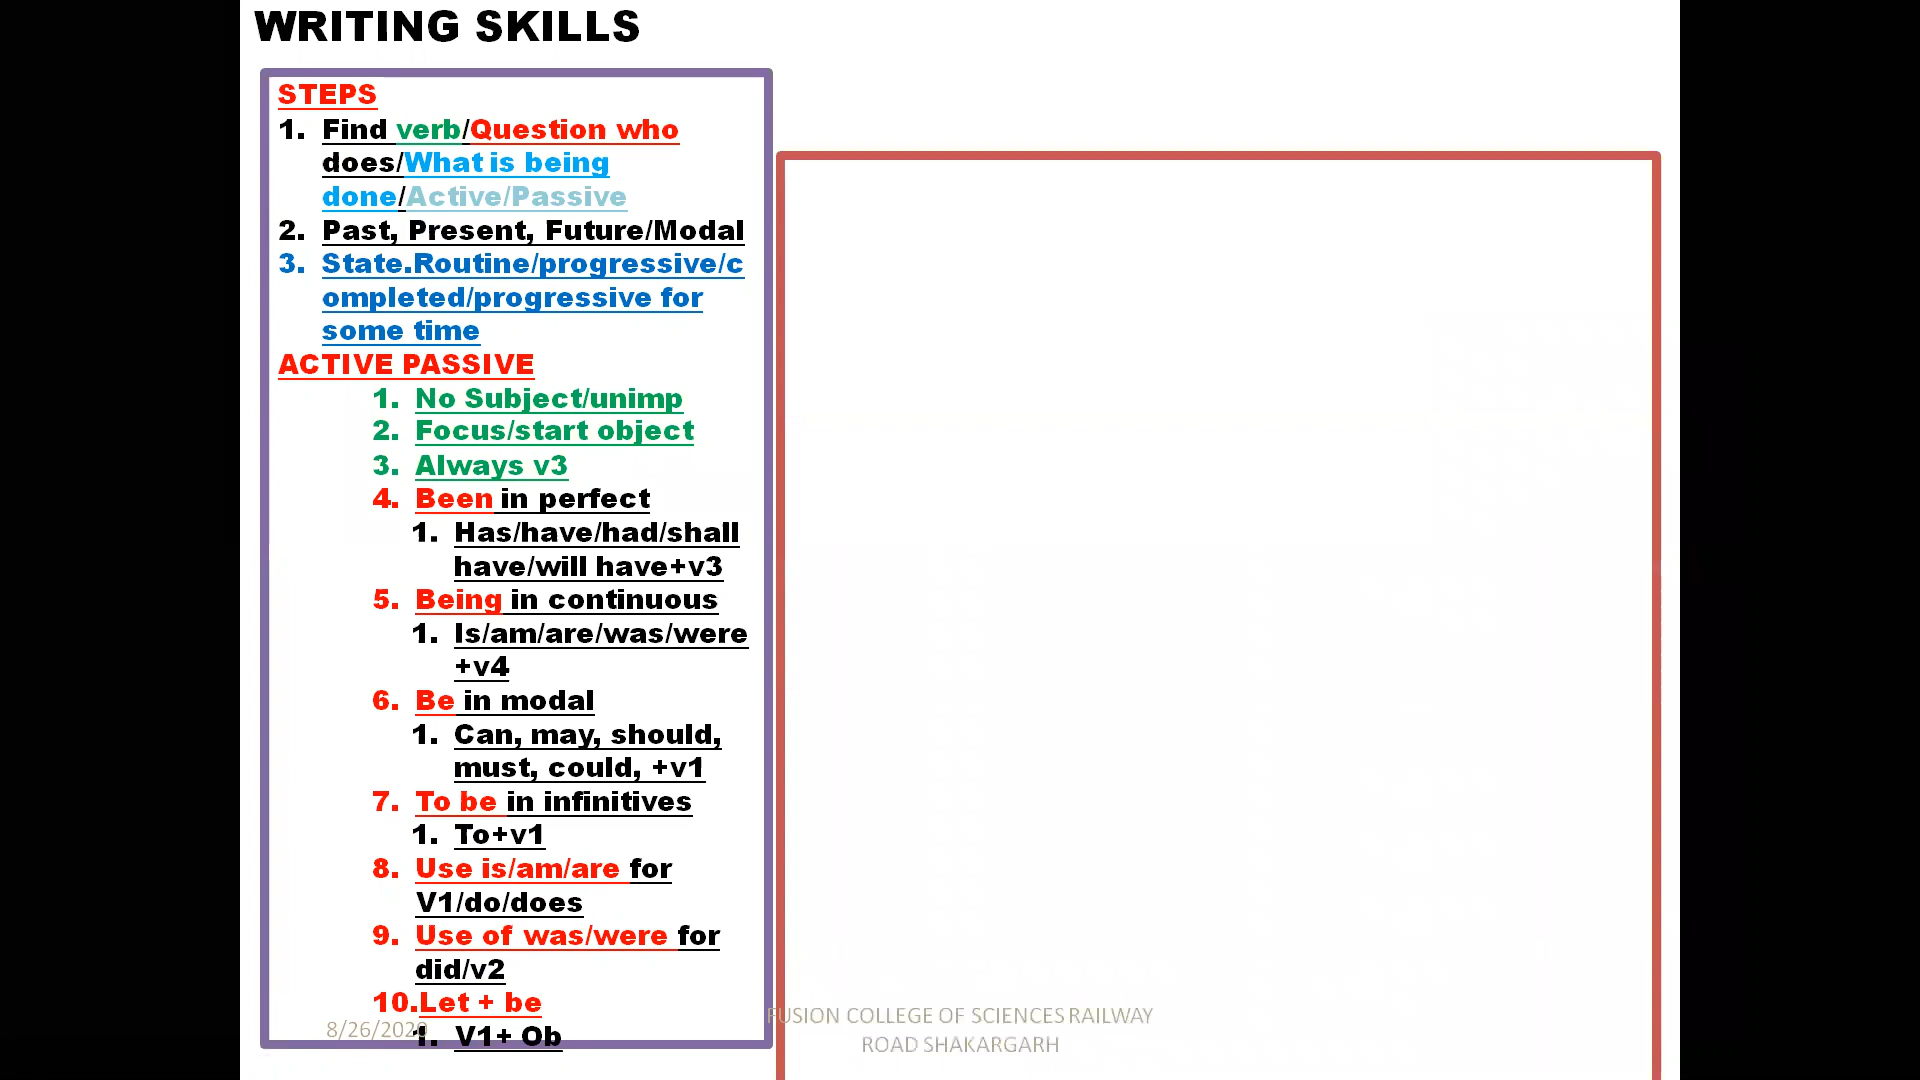 WRITING SKILLS
STEPS
1. Find verb/Question who
does/What is being
done/Active/Passive
2. Past, Present, Future/Modal
3. State.Routine/progressive/c
ompleted/progressive for
some time
ACTIVE PASSIVE
1. No Subject/unimp
2. Focus/start object
3. Always v3
4. Been in perfect
1. Has/have/had/shall
have/will have+v3
5. Being in continuous
1. Is/am/are/was/were
+v4
6. Be in modal
1. Can, may, should,
must, could, +v1
7. To be in infinitives
1. To+v1
8. Use is/am/are for
V1/do/does
9. Use of was/were for
did/v2
10.Let + be
1. V1+ Ob
8/26/2020
FUSION COLLEGE OF SCIENCES RAILWAY
ROAD SHAKARGARH